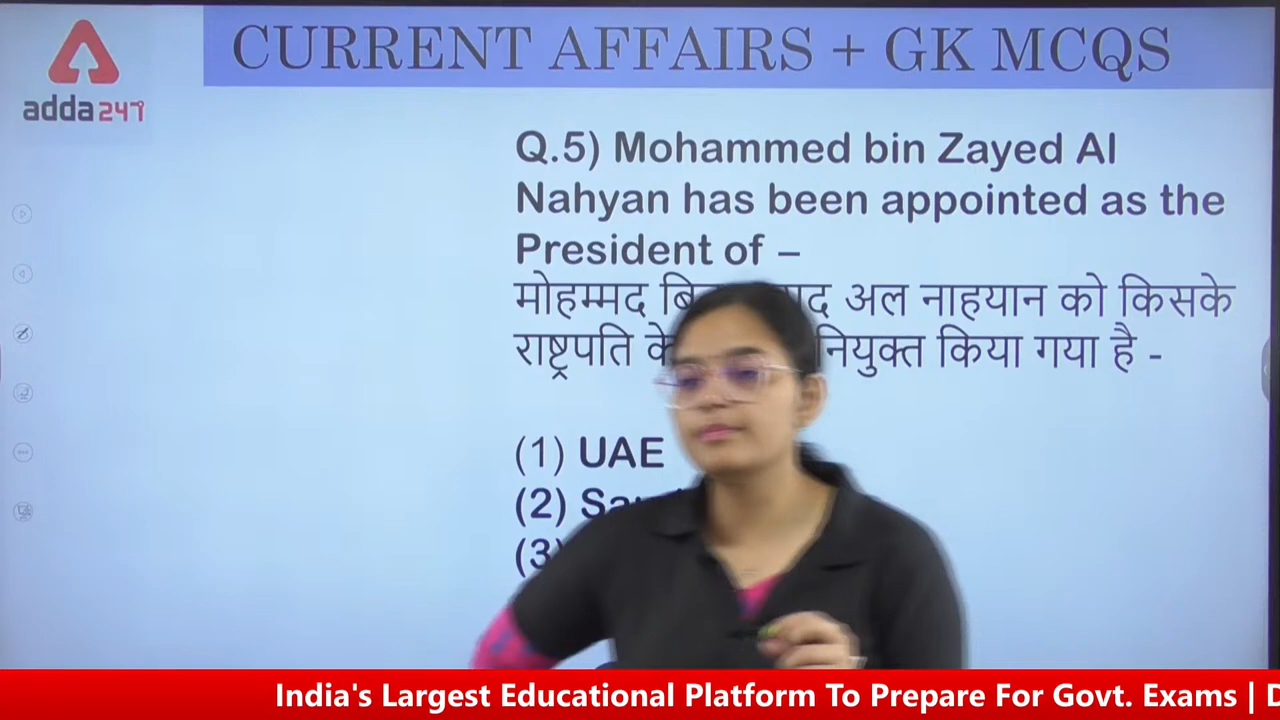 CURRENT AFFAIRS + GK MCQS
adda247
Q.5) Mohammed bin Zayed Al
Nahyan has been appointed as the
President of –
मोहम्मद अल नाहयान को किसके
राष्ट्रपति नियुक्त किया गया है -
(1) UAE
(2)
(3)
India's Largest Educational Platform To Prepare For Govt. Exams |